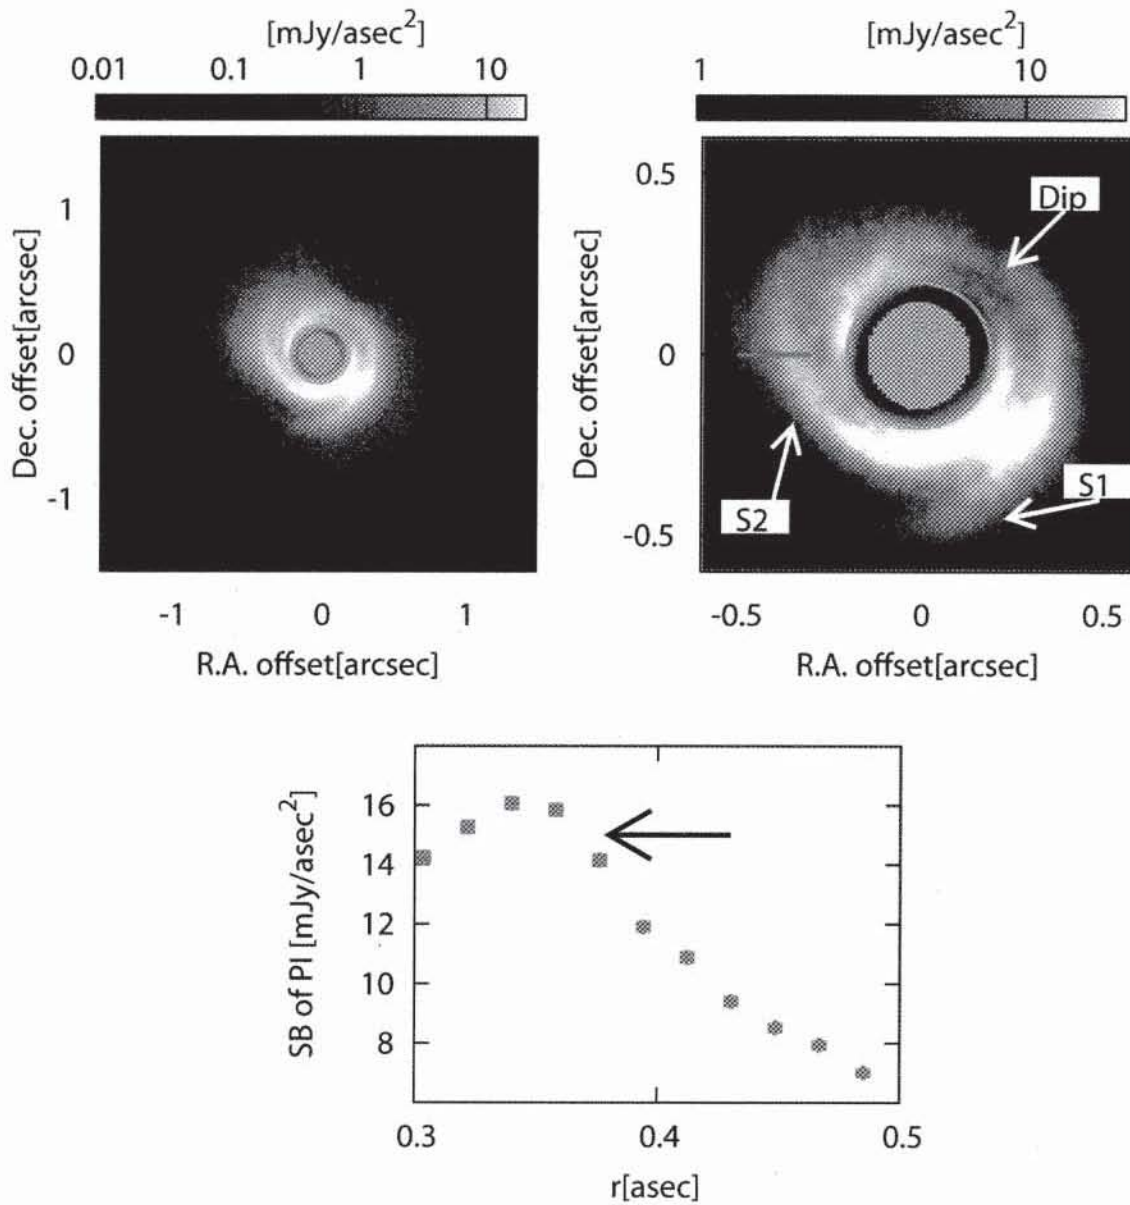 [mJy/asec²]
0.01 0.1 1 10
1
0
-1
Dec. offset[arcsec]
-1 0 1
R.A. offset[arcsec]
[mJy/asec²]
1 10
0.5
0
-0.5
Dec. offset[arcsec]
Dip
S2
S1
-0.5 0 0.5
R.A. offset[arcsec]
SB of PI [mJy/asec²]
16
14
12
10
8
0.3 0.4 0.5
r[asec]